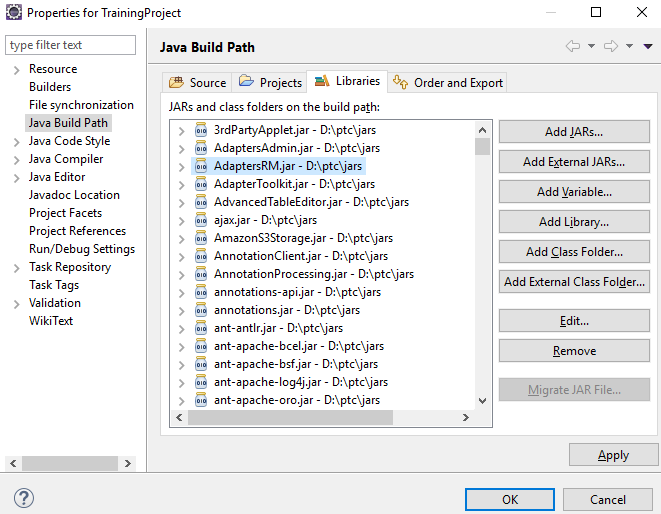 Properties for TrainingProject
type filter text
Resource
Builders
File synchronization
Java Build Path
Java Code Style
Java Compiler
Java Editor
Javadoc Location
Project Facets
Project References
Run/Debug Settings
Task Repository
Task Tags
Validation
WikiText
Java Build Path
Source Projects Libraries Order and Export
JARs and class folders on the build path:
3rdPartyApplet.jar - D:\ptc\jars
AdaptersAdmin.jar - D:\ptc\jars
AdaptersRM.jar - D:\ptc\jars
AdapterToolkit.jar - D:\ptc\jars
AdvancedTableEditor.jar - D:\ptc\jars
ajax.jar - D:\ptc\jars
AmazonS3Storage.jar - D:\ptc\jars
AnnotationClient.jar - D:\ptc\jars
AnnotationProcessing.jar - D:\ptc\jars
annotations-api.jar - D:\ptc\jars
annotations.jar - D:\ptc\jars
ant-antlr.jar - D:\ptc\jars
ant-apache-bcel.jar - D:\ptc\jars
ant-apache-bsf.jar - D:\ptc\jars
ant-apache-log4j.jar - D:\ptc\jars
ant-apache-oro.jar - D:\ptc\jars
Add JARs...
Add External JARs...
Add Variable...
Add Library...
Add Class Folder...
Add External Class Folder...
Edit...
Remove
Migrate JAR File...
Apply
?
OK
Cancel